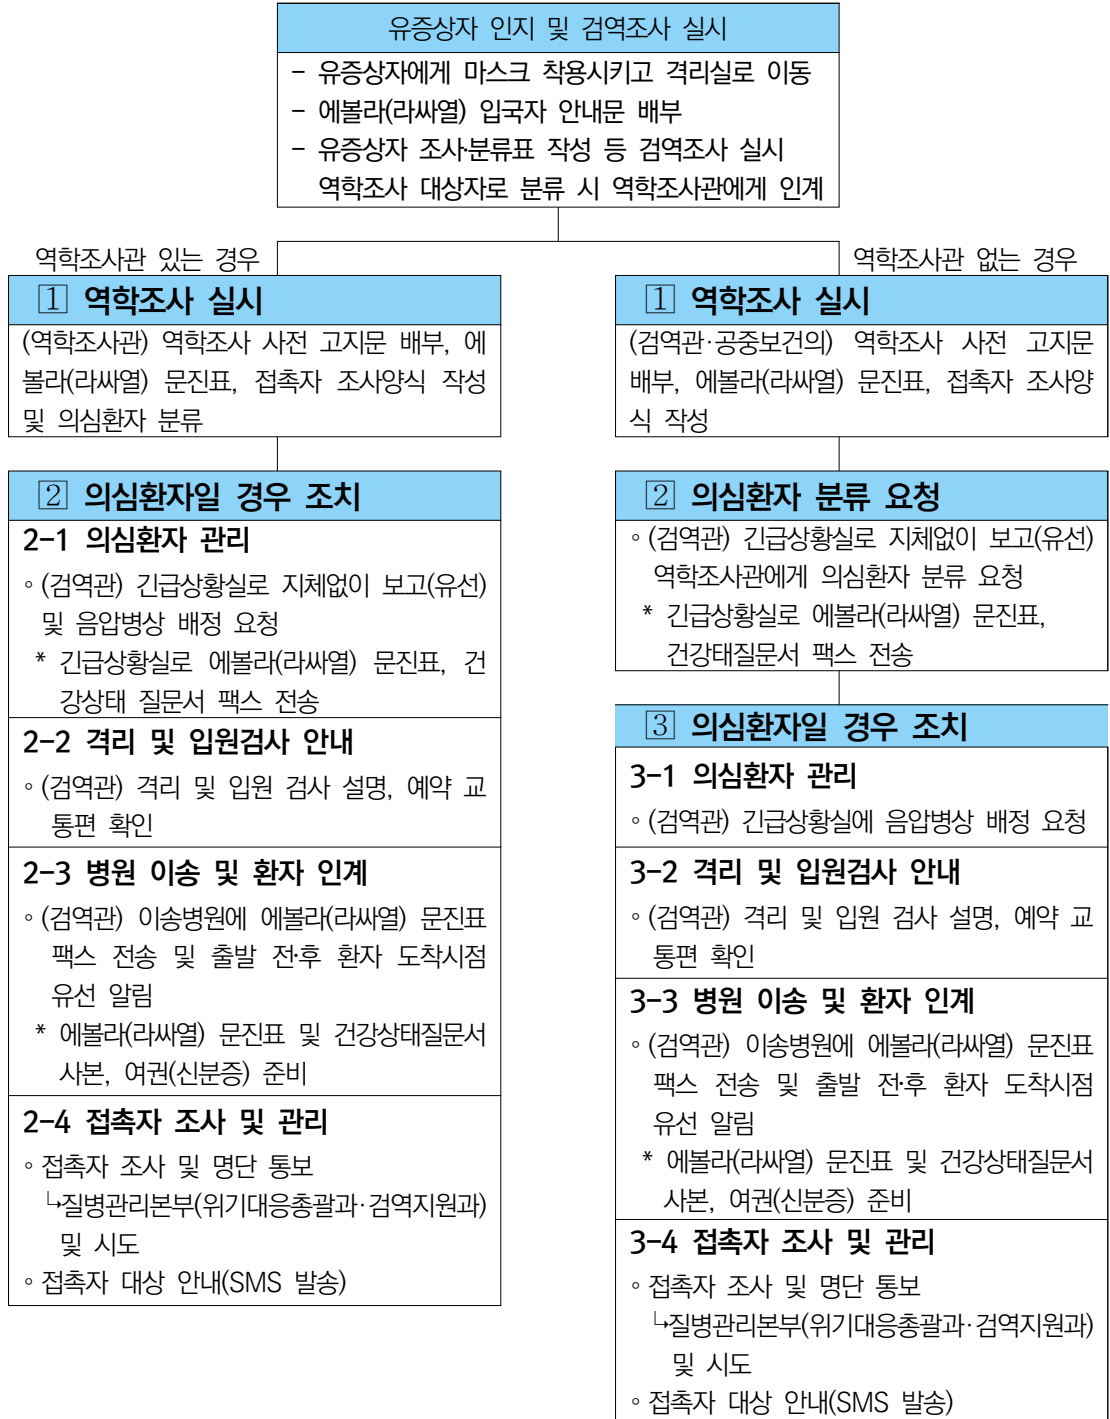 유증상자 인지 및 검역조사 실시
- 유증상자에게 마스크 착용시키고 격리실로 이동
- 에볼라(라싸열) 입국자 안내문 배부
- 유증상자 조사·분류표 작성 등 검역조사 실시
역학조사 대상자로 분류 시 역학조사관에게 인계
역학조사관 있는 경우
1 역학조사 실시
(역학조사관) 역학조사 사전 고지문 배부, 에
볼라(라싸열) 문진표, 접촉자 조사양식 작성
및 의심환자 분류
2 의심환자일 경우 조치
2-1 의심환자 관리
◦ (검역관) 긴급상황실로 지체없이 보고(유선)
및 음압병상 배정 요청
* 긴급상황실로 에볼라(라싸열) 문진표, 건
강상태 질문서 팩스 전송
2-2 격리 및 입원검사 안내
◦ (검역관) 격리 및 입원 검사 설명, 예약 교
통편 확인
2-3 병원 이송 및 환자 인계
◦ (검역관) 이송병원에 에볼라(라싸열) 문진표
팩스 전송 및 출발 전·후 환자 도착시점
유선 알림
* 에볼라(라싸열) 문진표 및 건강상태질문서
사본, 여권(신분증) 준비
2-4 접촉자 조사 및 관리
◦ 접촉자 조사 및 명단 통보
↳질병관리본부(위기대응총괄과·검역지원과)
및 시도
◦ 접촉자 대상 안내(SMS 발송)
역학조사관 없는 경우
1 역학조사 실시
(검역관·공중보건의) 역학조사 사전 고지문
배부, 에볼라(라싸열) 문진표, 접촉자 조사양
식 작성
2 의심환자 분류 요청
◦ (검역관) 긴급상황실로 지체없이 보고(유선)
역학조사관에게 의심환자 분류 요청
* 긴급상황실로 에볼라(라싸열) 문진표,
건강태질문서 팩스 전송
3 의심환자일 경우 조치
3-1 의심환자 관리
◦ (검역관) 긴급상황실에 음압병상 배정 요청
3-2 격리 및 입원검사 안내
◦ (검역관) 격리 및 입원 검사 설명, 예약 교
통편 확인
3-3 병원 이송 및 환자 인계
◦ (검역관) 이송병원에 에볼라(라싸열) 문진표
팩스 전송 및 출발 전·후 환자 도착시점
유선 알림
* 에볼라(라싸열) 문진표 및 건강상태질문서
사본, 여권(신분증) 준비
3-4 접촉자 조사 및 관리
◦ 접촉자 조사 및 명단 통보
↳질병관리본부(위기대응총괄과·검역지원과)
및 시도
◦ 접촉자 대상 안내(SMS 발송)